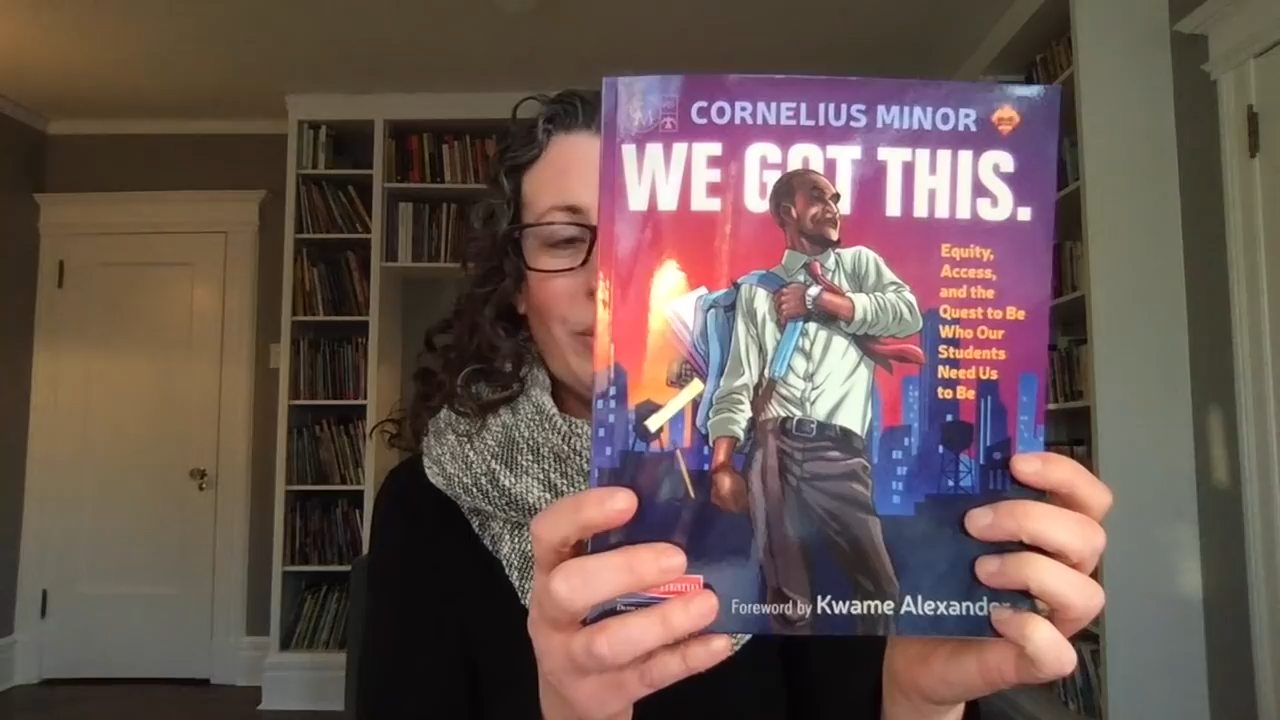 CORNELIUS MINOR
WE GOT THIS.
Equity,
Access,
and the
Quest to Be
Who Our
Students
Need Us
to Be
Foreword by Kwame Alexander